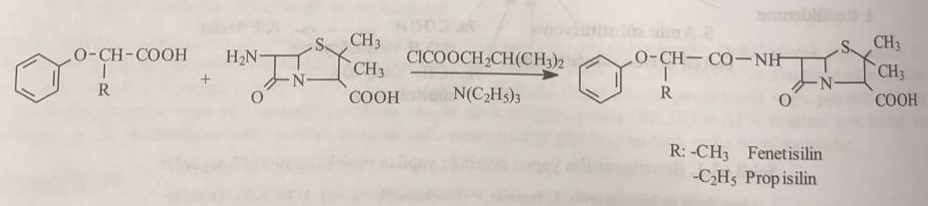 O-CH-COOH
R
+
H₂N
S
CH₃
CH₃
N
O
COOH
ClCOOCH₂CH(CH₃)₂
N(C₂H₅)₃
O-CH-CO-NH
R
S
CH₃
CH₃
N
O
COOH
R: -CH₃ Fenetisilin
-C₂H₅ Propisilin